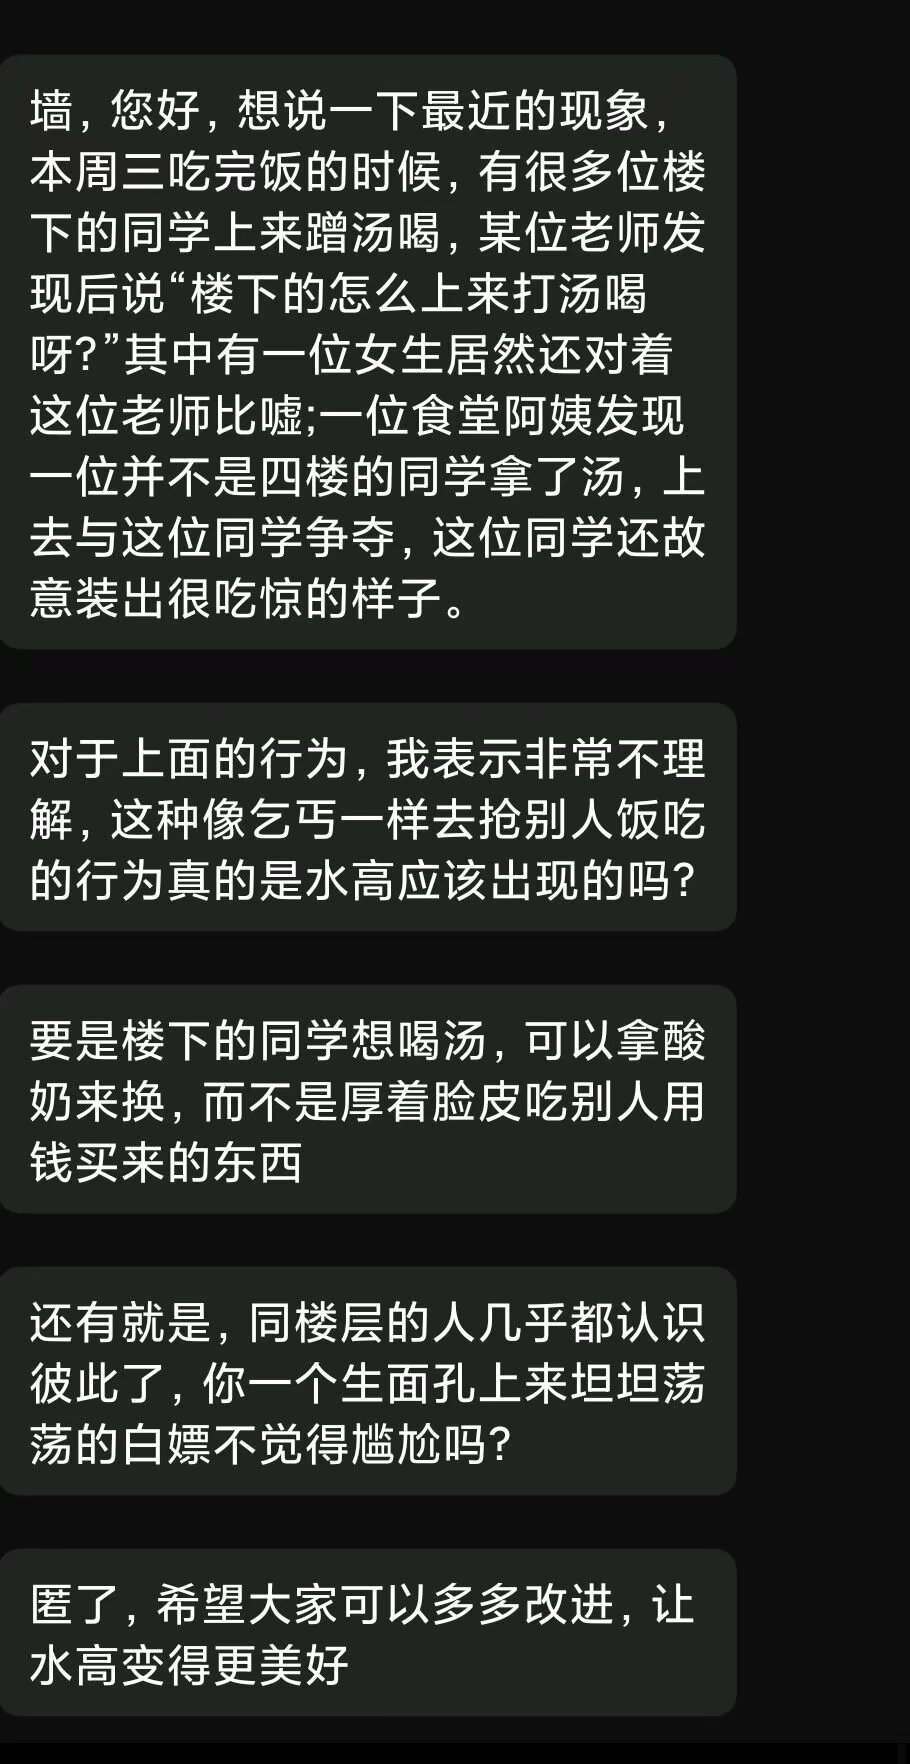 墙，您好，想说一下最近的现象，
本周三吃完饭的时候，有很多位楼
下的同学上来蹭汤喝，某位老师发
现后说“楼下的怎么上来打汤喝
呀?”其中有一位女生居然还对着
这位老师比嘘;一位食堂阿姨发现
一位并不是四楼的同学拿了汤，上
去与这位同学争夺，这位同学还故
意装出很吃惊的样子。
对于上面的行为，我表示非常不理
解，这种像乞丐一样去抢别人饭吃
的行为真的是水高应该出现的吗?
要是楼下的同学想喝汤，可以拿酸
奶来换，而不是厚着脸皮吃别人用
钱买来的东西
还有就是，同楼层的人几乎都认识
彼此了，你一个生面孔上来坦坦荡
荡的白嫖不觉得尴尬吗?
匿了，希望大家可以多多改进，让
水高变得更美好